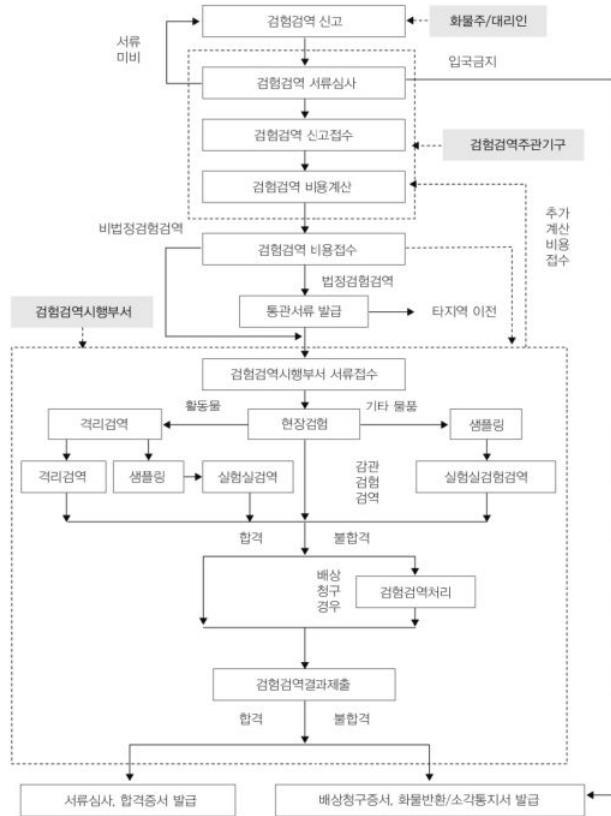 검험검역 신고
화물주/대리인
서류
미비
입국금지
검험검역 서류심사
검험검역 신고접수
검험검역주관기구
검험검역 비용계산
추가
계산
비용
접수
비법정검험검역
검험검역 비용접수
법정검험검역
검험검역시행부서
통관서류 발급
타지역 이전
검험검역시행부서 서류접수
활동물
기타 물품
격리검역
현장검험
샘플링
격리검역
샘플링
실험실검역
감관
검험
검역
실험실검험검역
합격
불합격
배상
청구
경우
검험검역처리
검험검역결과제출
합격
불합격
서류심사, 합격증서 발급
배상청구증서, 화물반환/소각통지서 발급